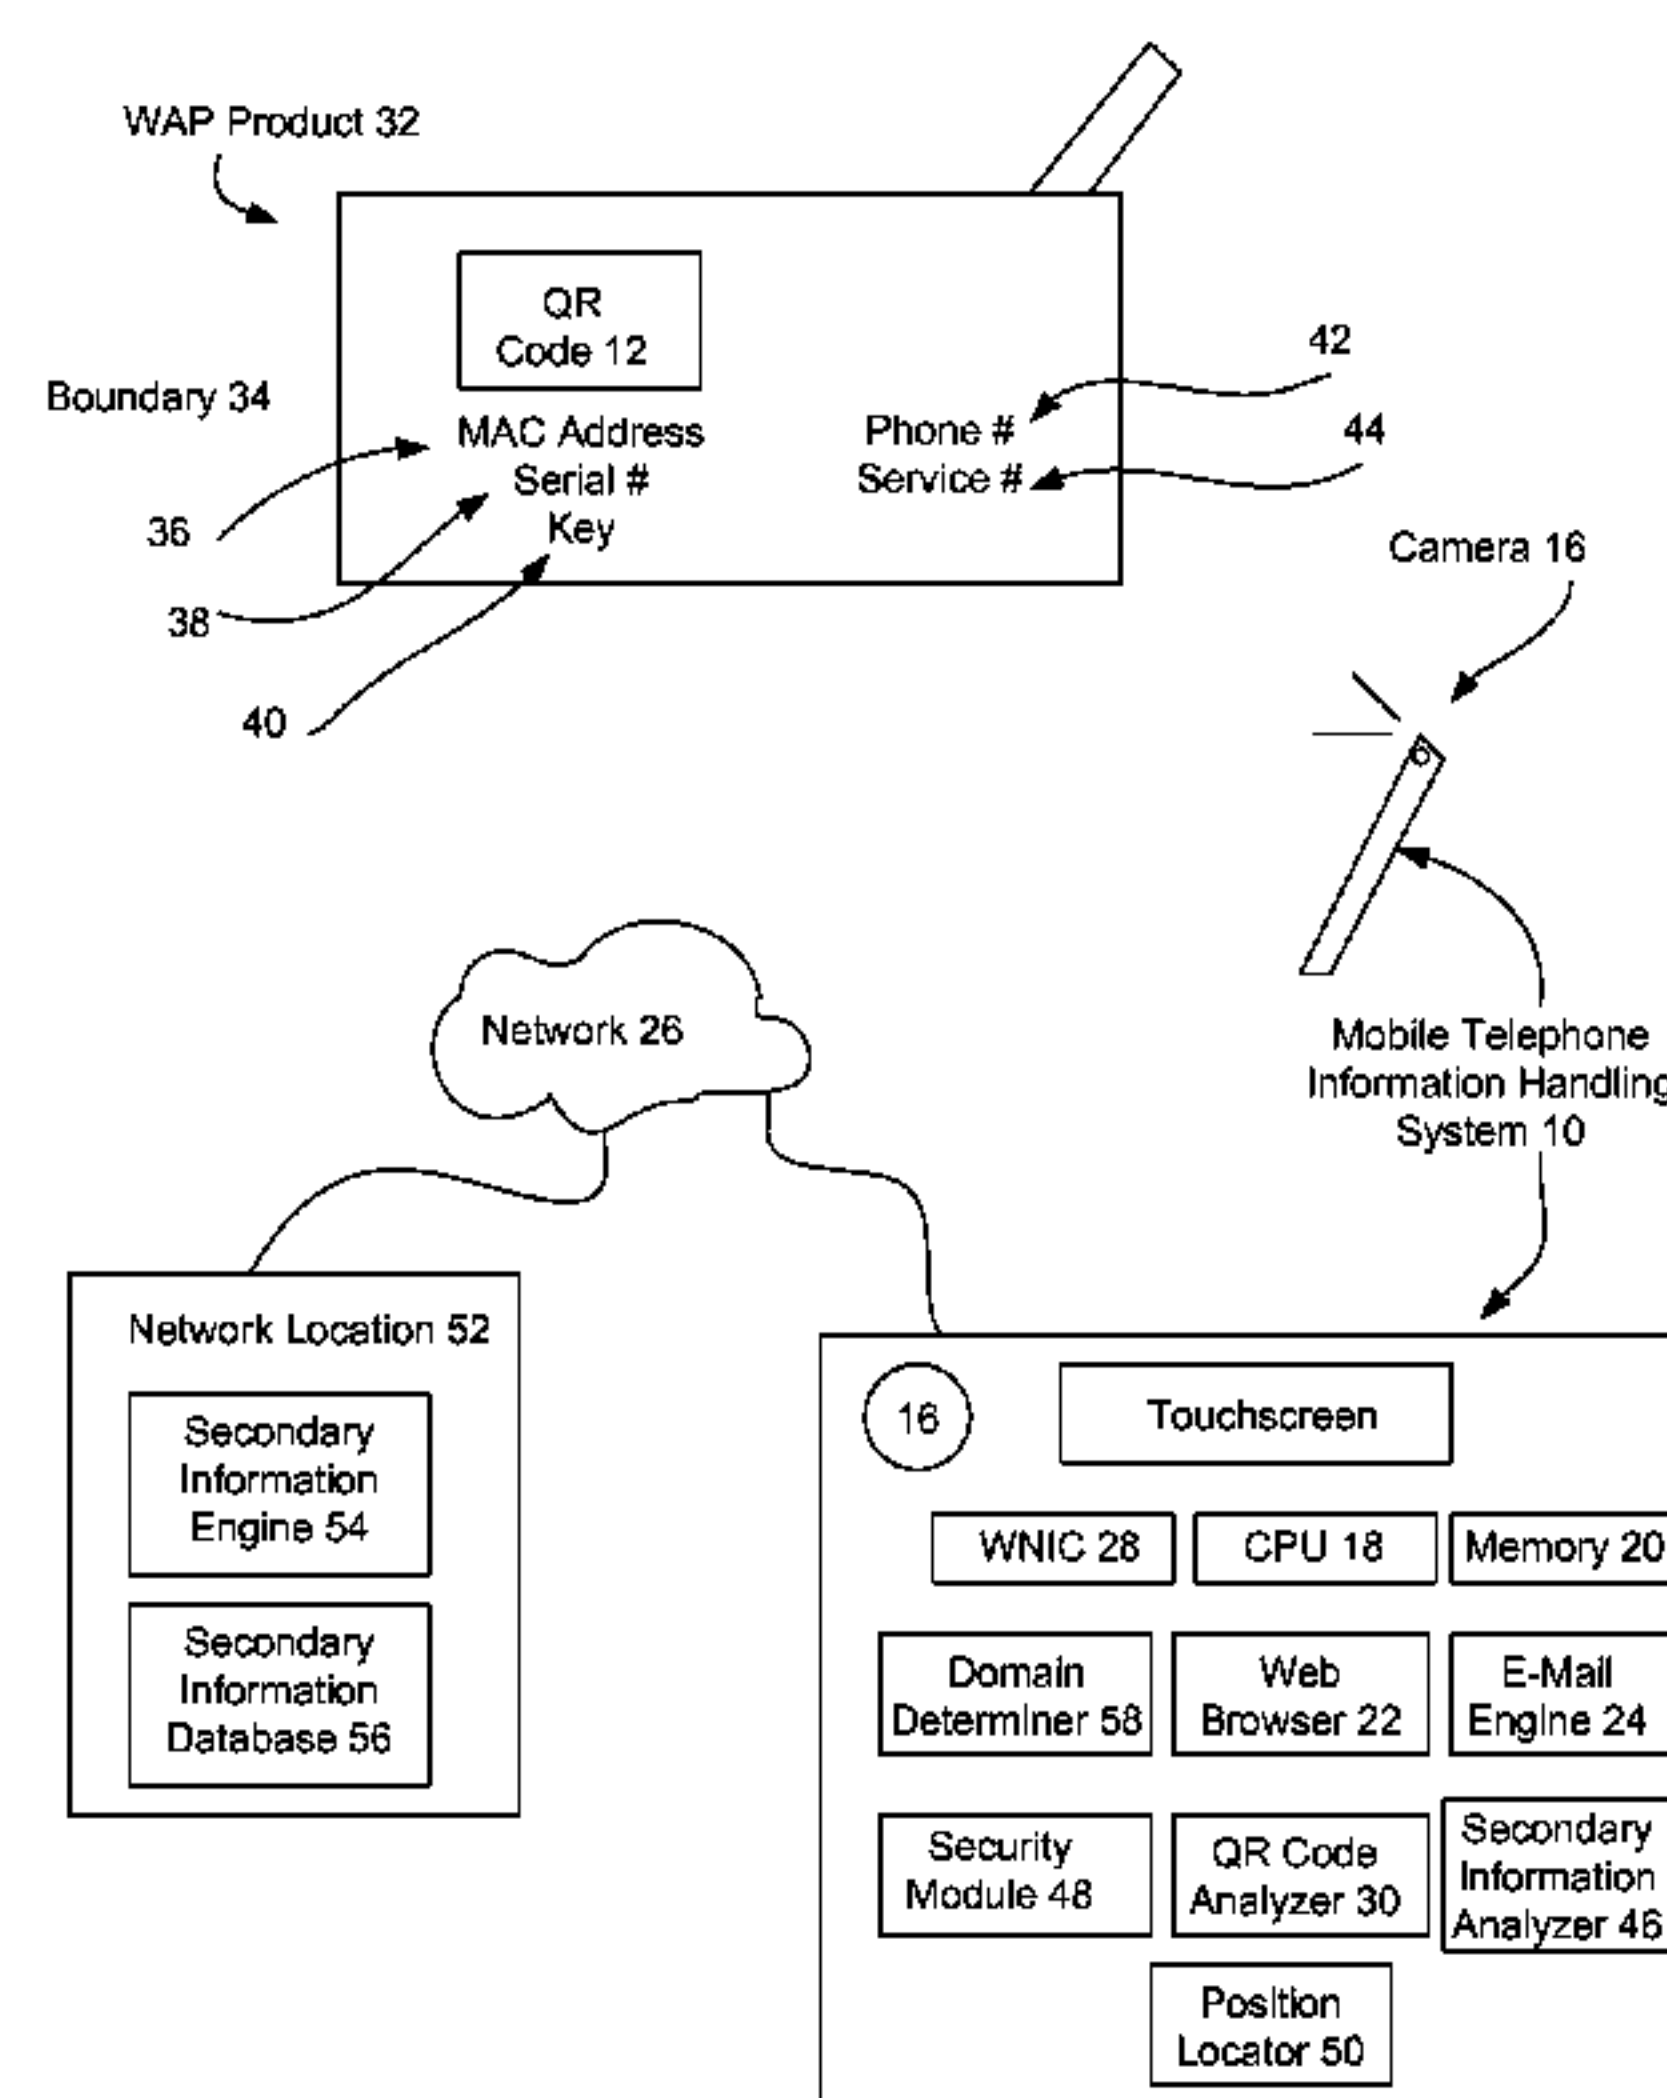 WAP Product 32
QR
Code 12
Boundary 34
MAC Address
Serial #
Key
Phone #
Service #
42
44
36
38
40
Camera 16
Network 26
Mobile Telephone
Information Handling
System 10
Network Location 52
Secondary
Information
Engine 54
Secondary
Information
Database 56
16
Touchscreen
WNIC 28
CPU 18
Memory 20
Domain
Determiner 58
Web
Browser 22
E-Mail
Engine 24
Security
Module 48
QR Code
Analyzer 30
Secondary
Information
Analyzer 46
Position
Locator 50